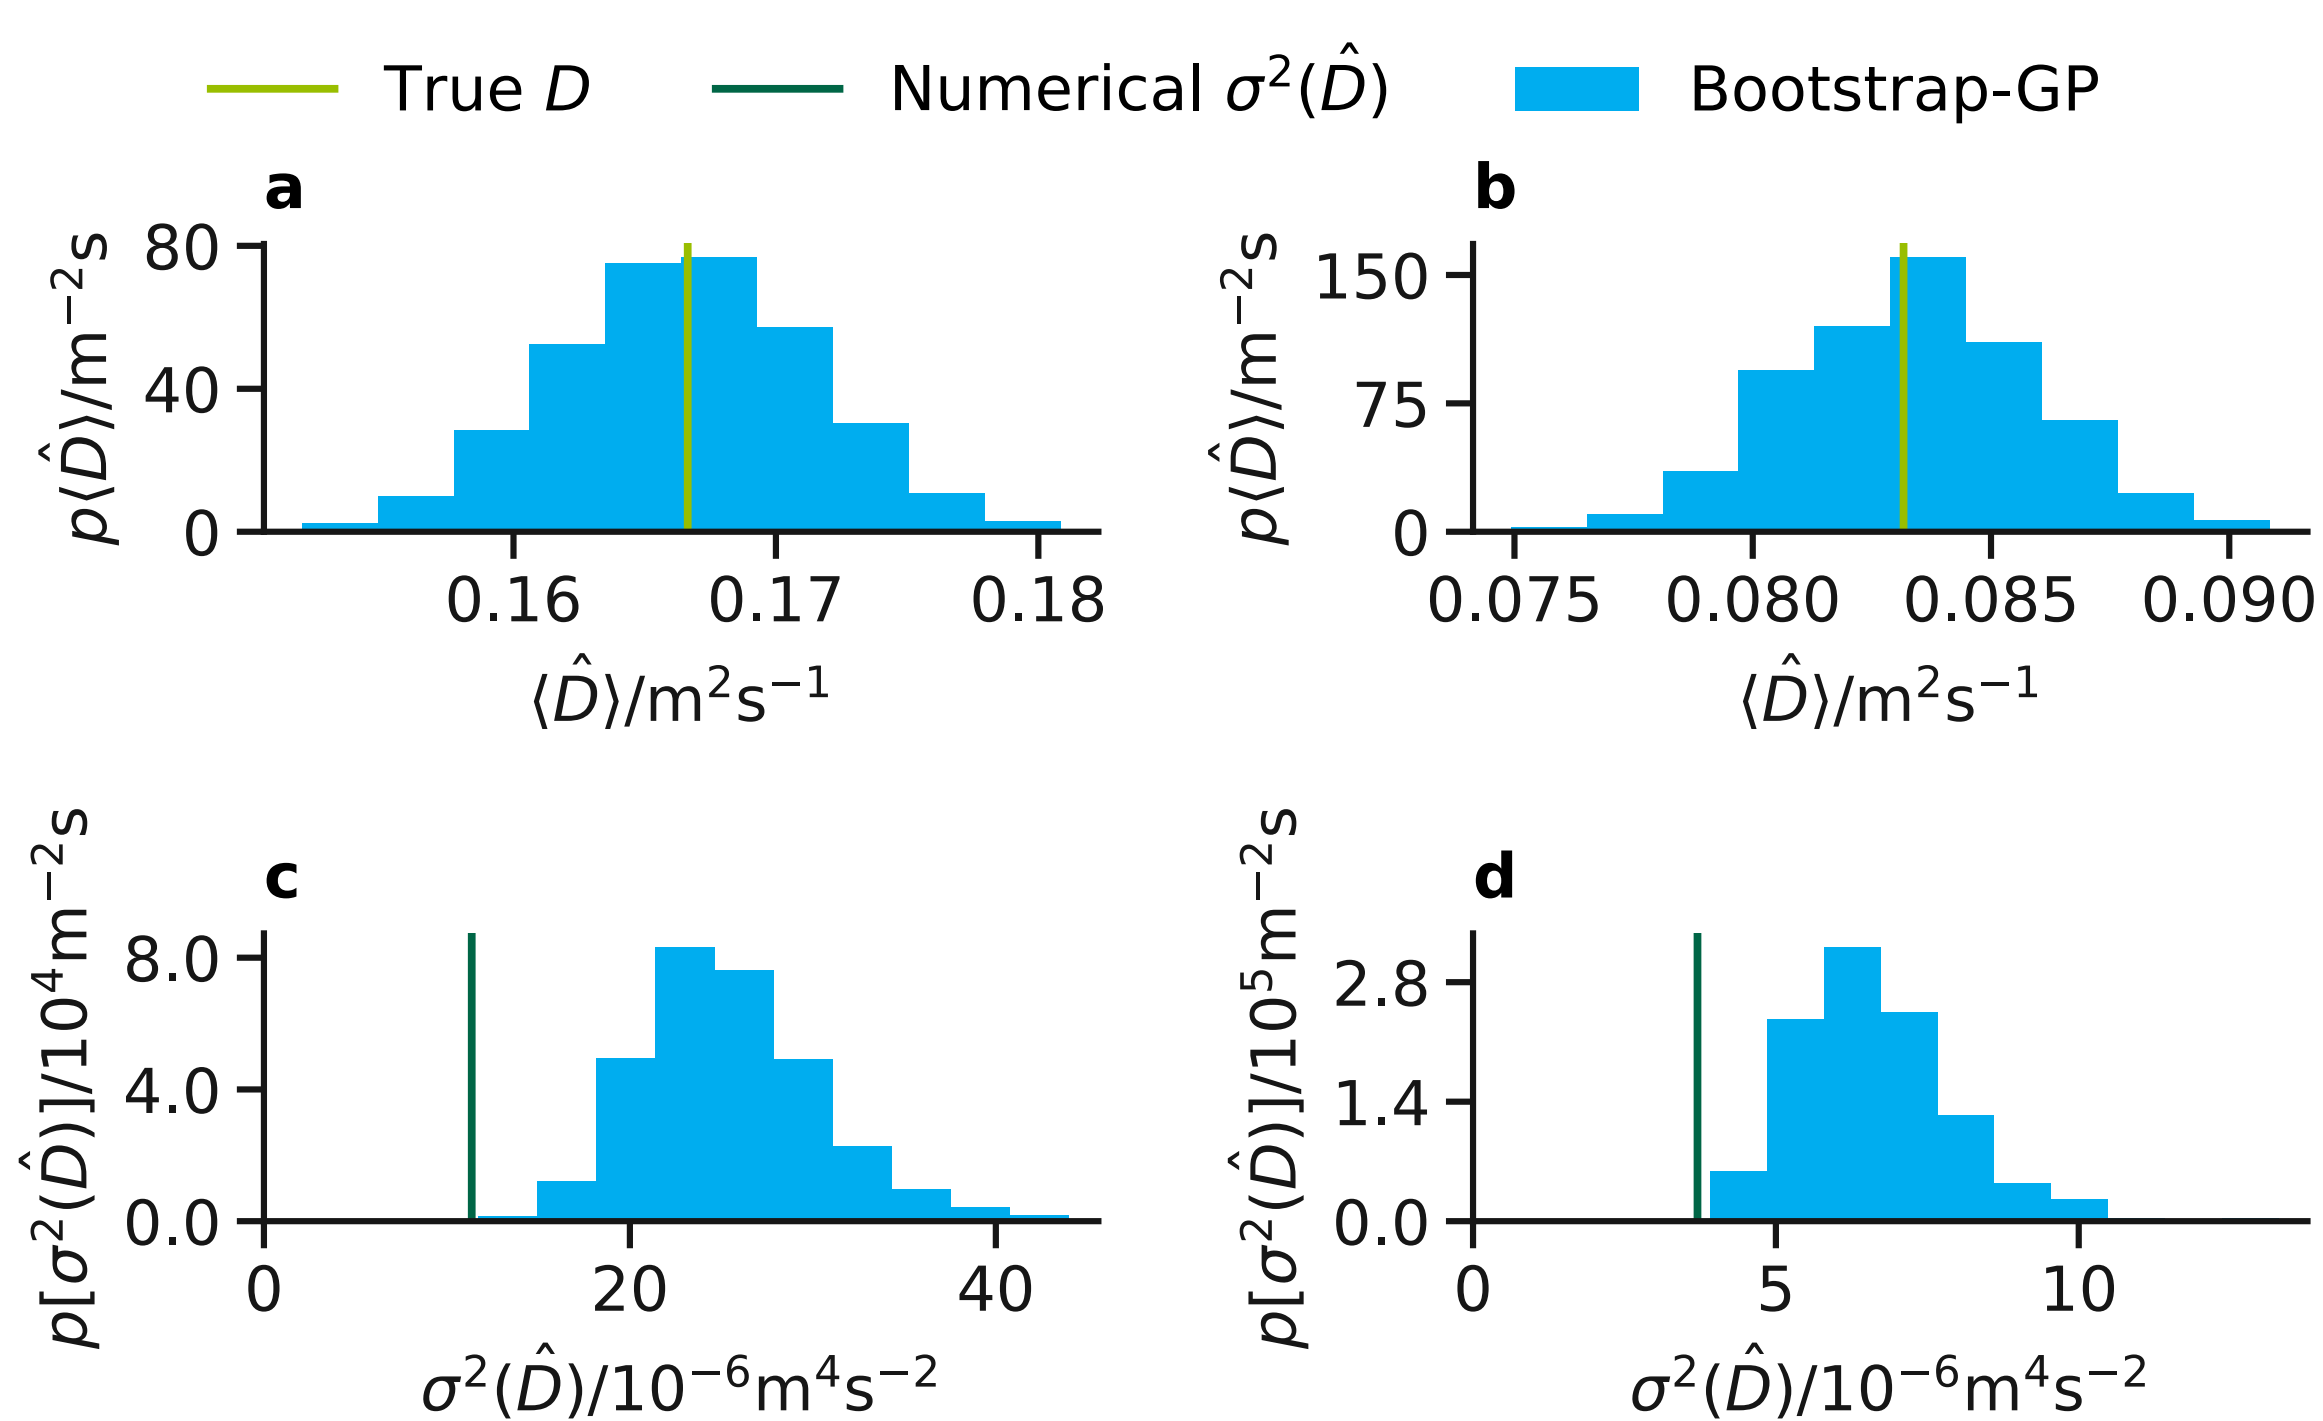 True D Numerical σ²(D̂) Bootstrap-GP
a
p⟨D̂⟩/m⁻²s
80
40
0
0.16 0.17 0.18
⟨D̂⟩/m²s⁻¹
b
p⟨D̂⟩/m⁻²s
150
75
0
0.075 0.080 0.085 0.090
⟨D̂⟩/m²s⁻¹
c
p[σ²(D̂)]/10⁴m⁻²s
8.0
4.0
0.0
0 20 40
σ²(D̂)/10⁻⁶m⁴s⁻²
d
p[σ²(D̂)]/10⁵m⁻²s
2.8
1.4
0.0
0 5 10
σ²(D̂)/10⁻⁶m⁴s⁻²